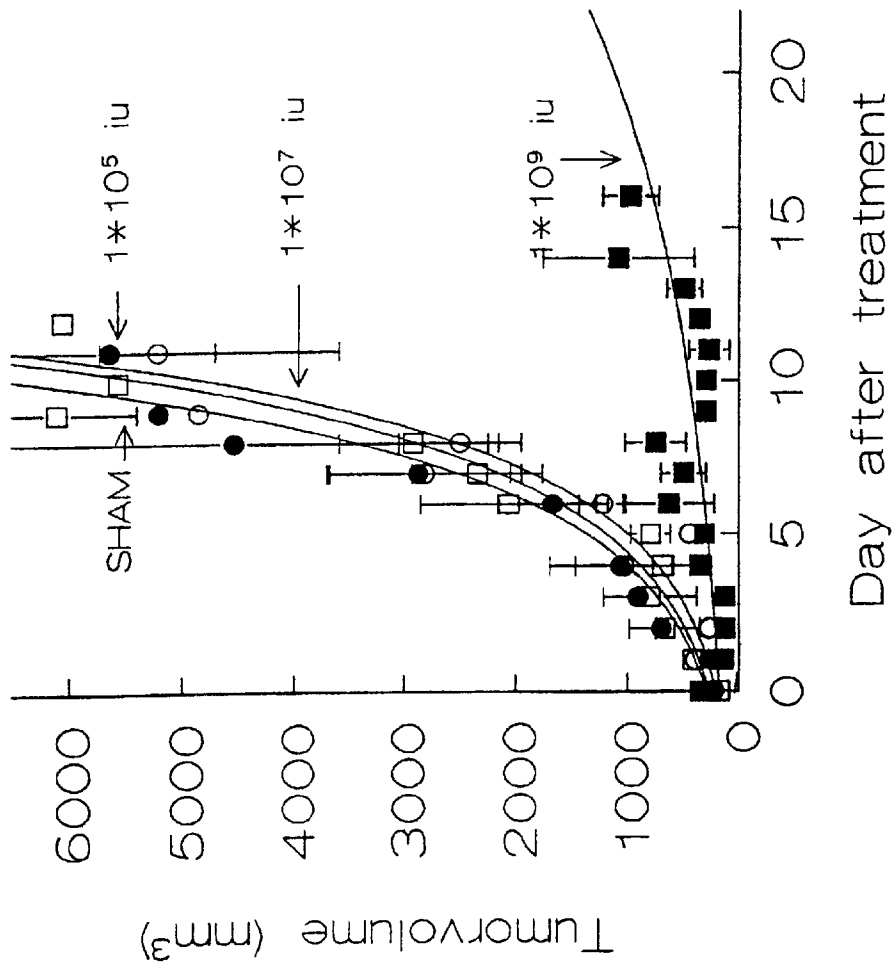 Tumorvolume (mm³)
6000
5000
4000
3000
2000
1000
0
0
5
10
15
20
Day after treatment
SHAM
1*10⁵ iu
1*10⁷ iu
1*10⁹ iu